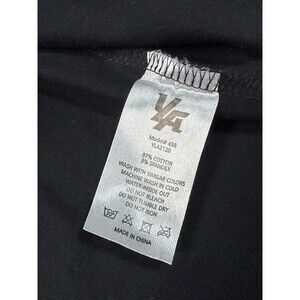 YA
Model# 438
YLA2120
97% COTTON
3% SPANDEX
WASH WITH SIMILAR COLORS
MACHINE WASH IN COLD
WATER INSIDE OUT
DO NOT BLEACH
DO NOT TUMBLE DRY
DO NOT IRON
MADE IN CHINA